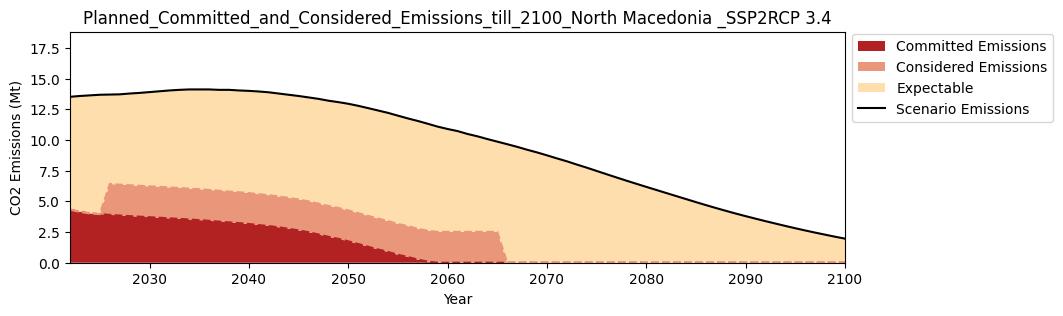 Planned_Committed_and_Considered_Emissions_till_2100_North Macedonia _SSP2RCP 3.4
17.5
15.0
12.5
10.0
7.5
5.0
2.5
0.0
CO2 Emissions (Mt)
2030
2040
2050
2060
2070
2080
2090
2100
Year
Committed Emissions
Considered Emissions
Expectable
Scenario Emissions